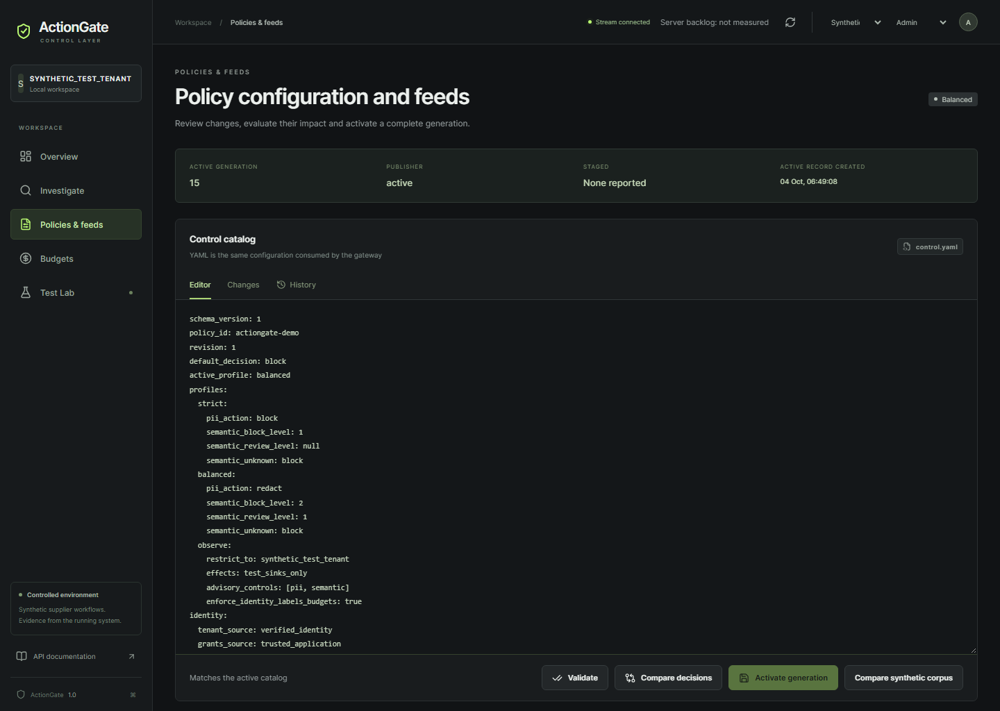 ActionGate
CONTROL LAYER
S
SYNTHETIC_TEST_TENANT
Local workspace
WORKSPACE
Overview
Investigate
Policies & feeds
Budgets
Test Lab
Controlled environment
Synthetic supplier workflows.
Evidence from the running system.
API documentation
ActionGate 1.0
⌘
Workspace / Policies & feeds
Stream connected
Server backlog: not measured
Syntheti
Admin
A
POLICIES & FEEDS
Policy configuration and feeds
Review changes, evaluate their impact and activate a complete generation.
Balanced
ACTIVE GENERATION
15
PUBLISHER
active
STAGED
None reported
ACTIVE RECORD CREATED
04 Oct, 06:49:08
Control catalog
YAML is the same configuration consumed by the gateway
control.yaml
Editor
Changes
History
schema_version: 1
policy_id: actiongate-demo
revision: 1
default_decision: block
active_profile: balanced
profiles:
  strict:
    pii_action: block
    semantic_block_level: 1
    semantic_review_level: null
    semantic_unknown: block
  balanced:
    pii_action: redact
    semantic_block_level: 2
    semantic_review_level: 1
    semantic_unknown: block
  observe:
    restrict_to: synthetic_test_tenant
    effects: test_sinks_only
    advisory_controls: [pii, semantic]
    enforce_identity_labels_budgets: true
identity:
  tenant_source: verified_identity
  grants_source: trusted_application
Matches the active catalog
Validate
Compare decisions
Activate generation
Compare synthetic corpus